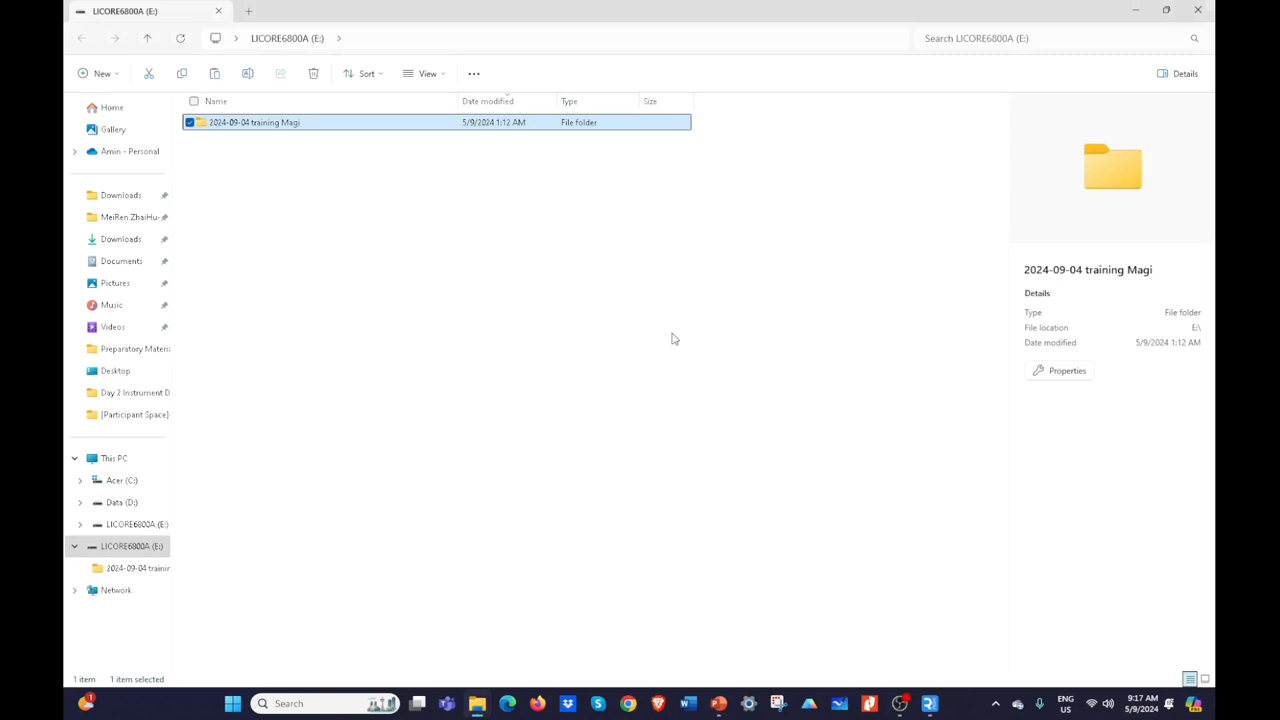 LICORE6800A (E:)
LICORE6800A (E:)
Search LICORE6800A (E:)
New
Sort
View
Details
Name
Date modified
Type
Size
2024-09-04 training Magi
5/9/2024 1:12 AM
File folder
Home
Gallery
Amin - Personal
Downloads
MeiRen ZhaiHu-
Downloads
Documents
Pictures
Music
Videos
Preparatory Materi
Desktop
Day 2 Instrument D
[Participant Space]-
This PC
Acer (C:)
Data (D:)
LICORE6800A (E:)
LICORE6800A (E:)
2024-09-04 trainin
Network
2024-09-04 training Magi
Details
Type
File folder
File location
E:\
Date modified
5/9/2024 1:12 AM
Properties
1 item
1 item selected
1
Search
ENG
US
9:17 AM
5/9/2024